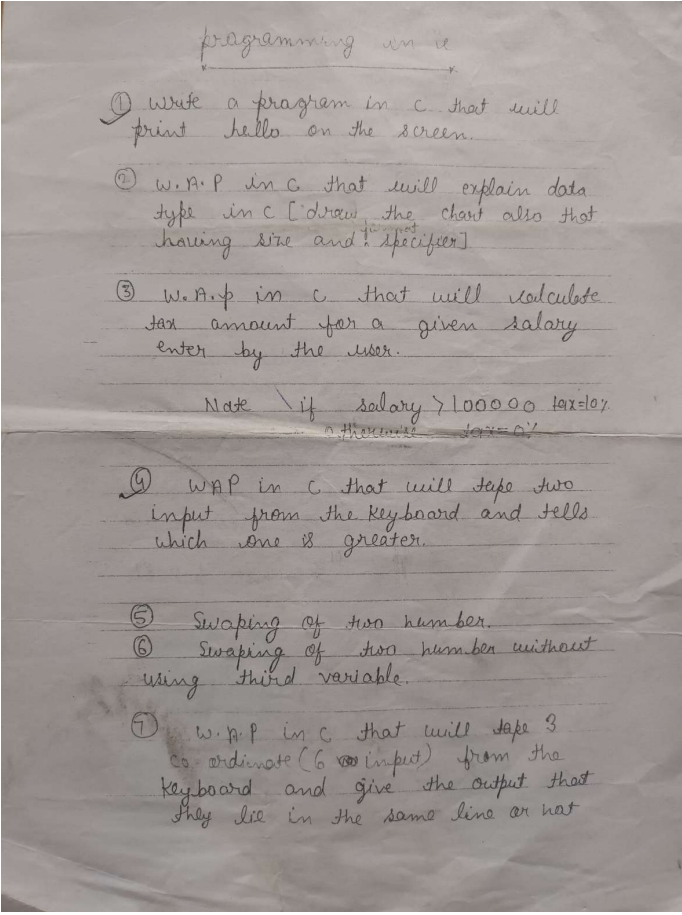 programming in c
① Write a program in c that will
print hello on the screen.
② W.A.P in c that will explain data
type in c [draw the chart also that
having size and format specifier]
③ W.A.p in c that will calculate
tax amount for a given salary
enter by the user.
Note \ if salary > 100000 tax=10%
otherwise tax=0%
④ WAP in c that will tape two
input from the keyboard and tells
which one is greater.
⑤ Swaping of two number.
⑥ Swaping of two number without
using third variable.
⑦ W.A.P in c that will tape 3
co-ordinate (6 input) from the
keyboard and give the output that
they lie in the same line or not